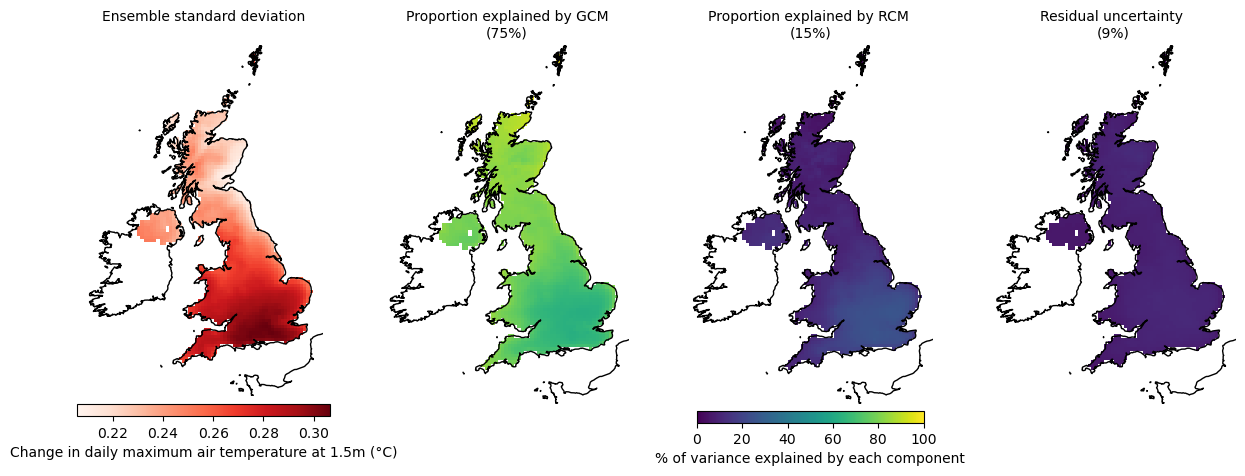 Ensemble standard deviation
Proportion explained by GCM
(75%)
Proportion explained by RCM
(15%)
Residual uncertainty
(9%)
0.22 0.24 0.26 0.28 0.30
Change in daily maximum air temperature at 1.5m (°C)
0 20 40 60 80 100
% of variance explained by each component